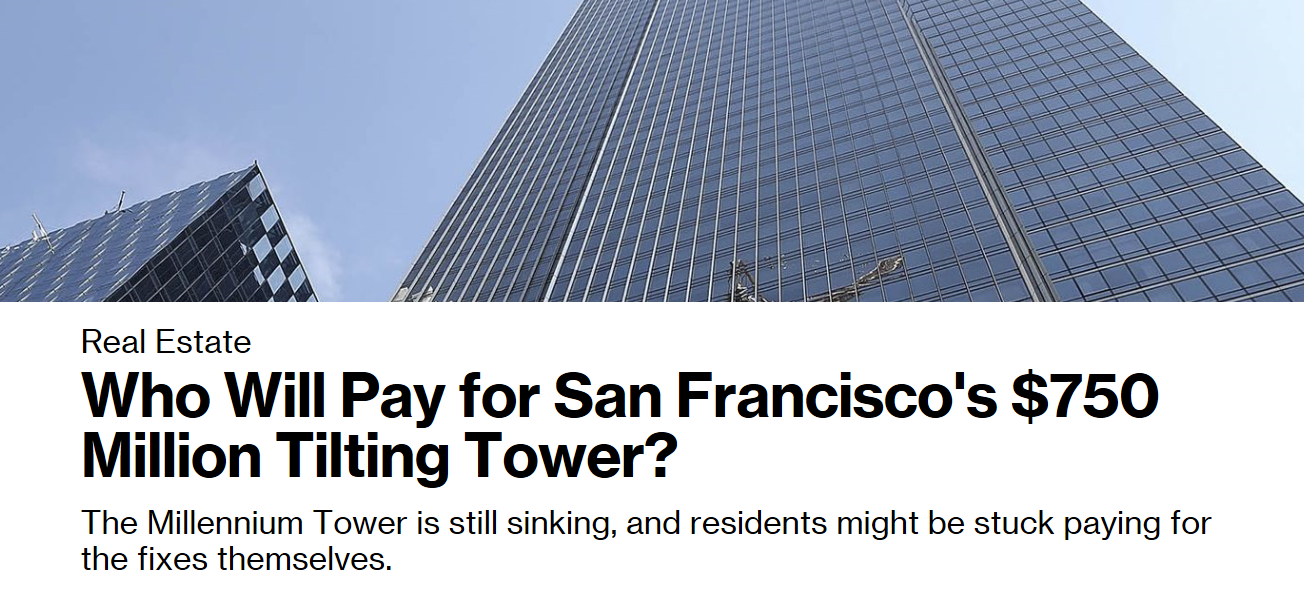 Real Estate
Who Will Pay for San Francisco's $750
Million Tilting Tower?
The Millennium Tower is still sinking, and residents might be stuck paying for
the fixes themselves.